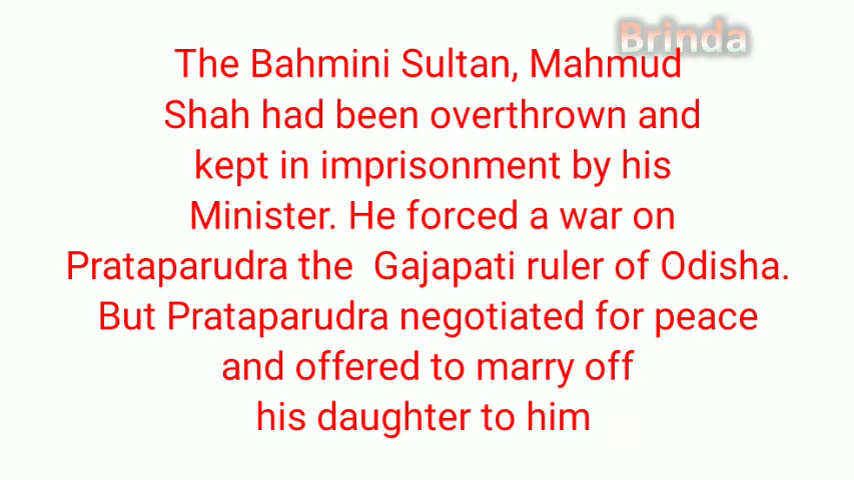 Brinda
The Bahmini Sultan, Mahmud
Shah had been overthrown and
kept in imprisonment by his
Minister. He forced a war on
Prataparudra the  Gajapati ruler of Odisha.
But Prataparudra negotiated for peace
and offered to marry off
his daughter to him